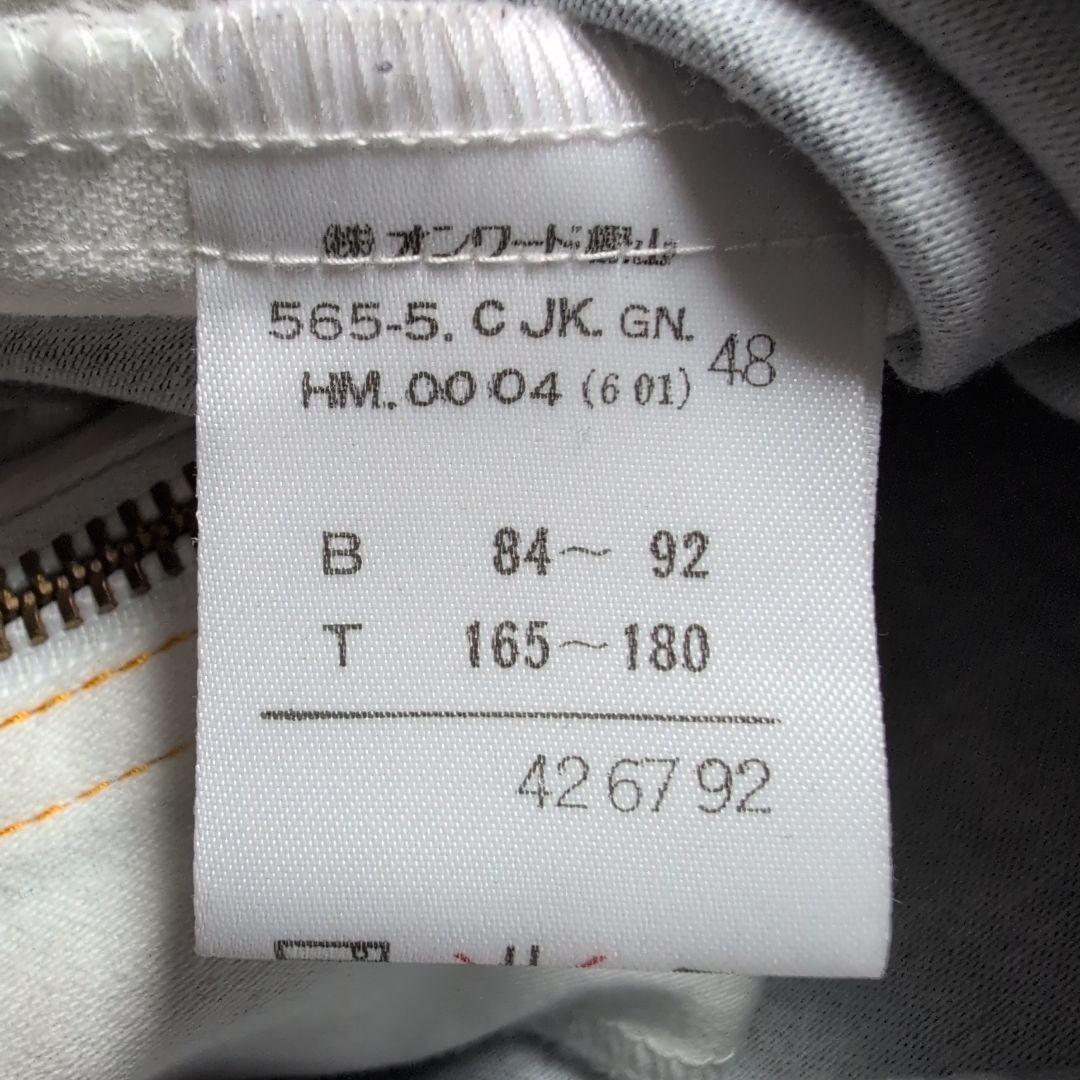 ㈱オンワード樫山
565-5. C JK. GN.
HM. 00 04 (6 01) 48
B 84～ 92
T 165～180
42 67 92